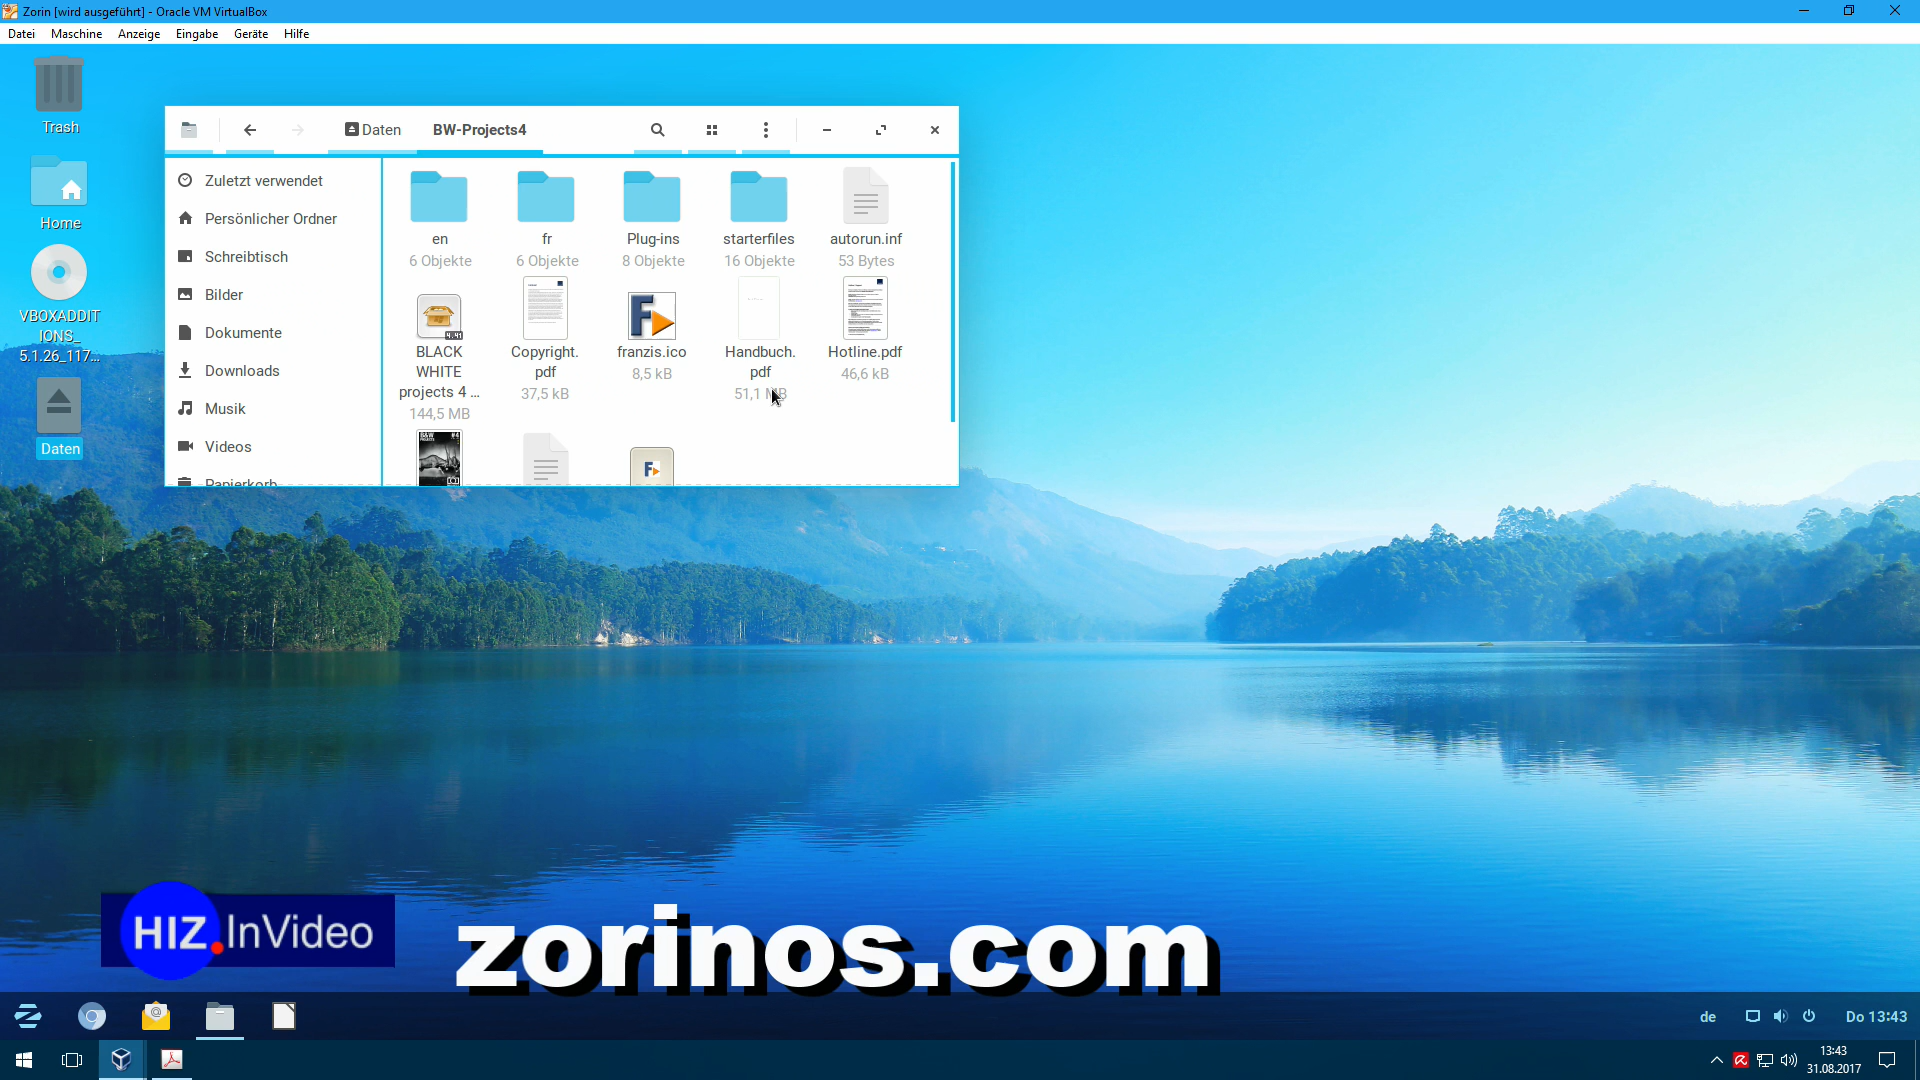 Zorin [wird ausgeführt] - Oracle VM VirtualBox
Datei Maschine Anzeige Eingabe Geräte Hilfe
Trash
Home
VBOXADDIT
IONS_
5.1.26_117...
Daten
Daten BW-Projects4
Zuletzt verwendet
Persönlicher Ordner
Schreibtisch
Bilder
Dokumente
Downloads
Musik
Videos
Papierkorb
en fr Plug-ins starterfiles autorun.inf
6 Objekte 6 Objekte 8 Objekte 16 Objekte 53 Bytes
BLACK Copyright. franzis.ico Handbuch. Hotline.pdf
WHITE pdf 8,5 kB pdf 46,6 kB
projects 4 ... 37,5 kB 51,1 MB
144,5 MB
HIZ.InVideo
zorinos.com
de Do 13:43
13:43
31.08.2017